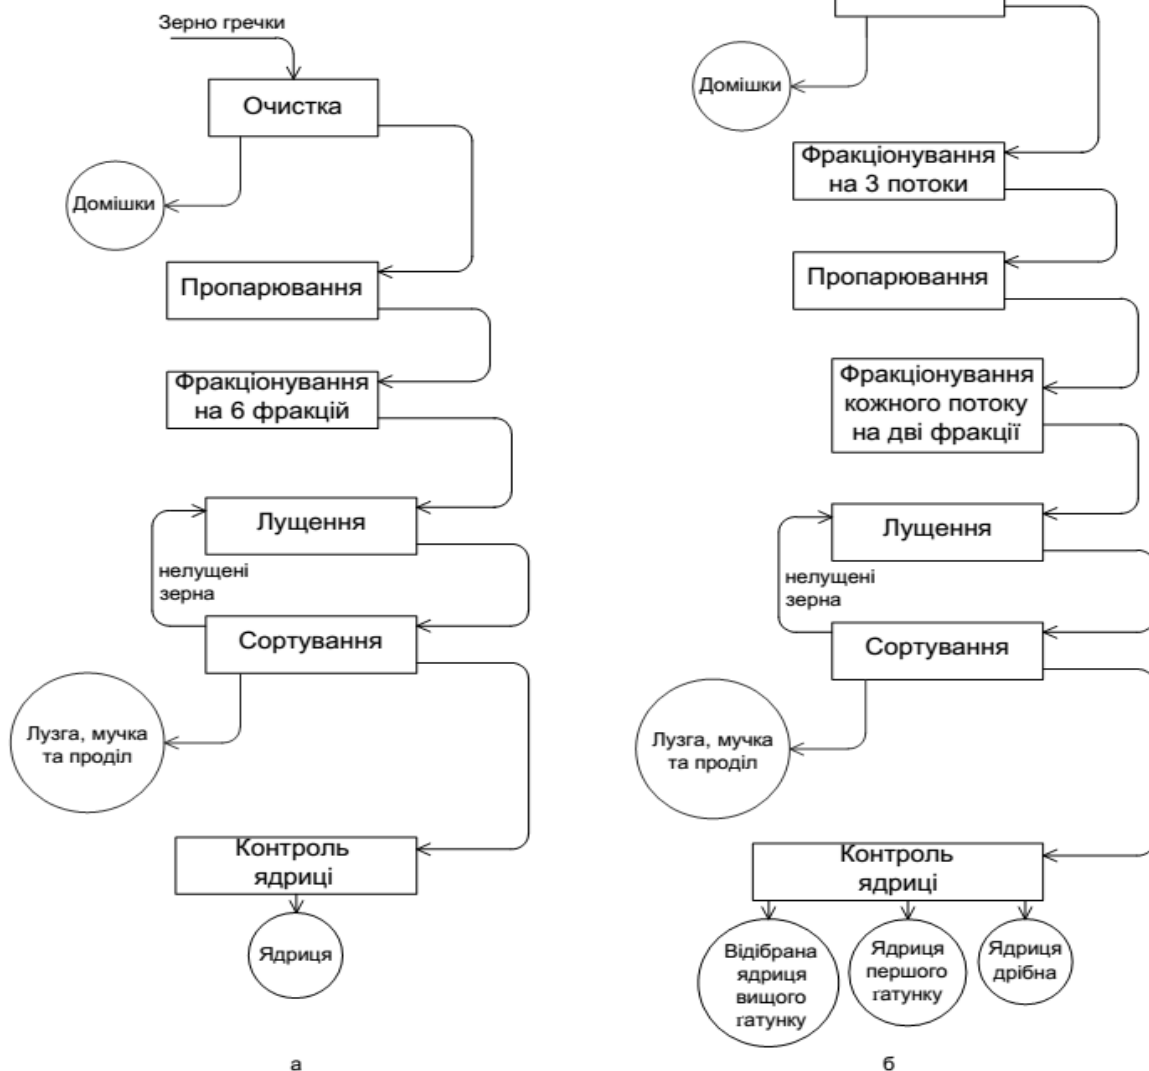 Зерно гречки
Очистка
Домішки
Пропарювання
Фракціонування
на 6 фракцій
Лущення
нелущені
зерна
Сортування
Лузга, мучка
та проділ
Контроль
ядриці
Ядриця
а
Домішки
Фракціонування
на 3 потоки
Пропарювання
Фракціонування
кожного потоку
на дві фракції
Лущення
нелущені
зерна
Сортування
Лузга, мучка
та проділ
Контроль
ядриці
Відібрана
ядриця
вищого
ґатунку
Ядриця
першого
ґатунку
Ядриця
дрібна
б